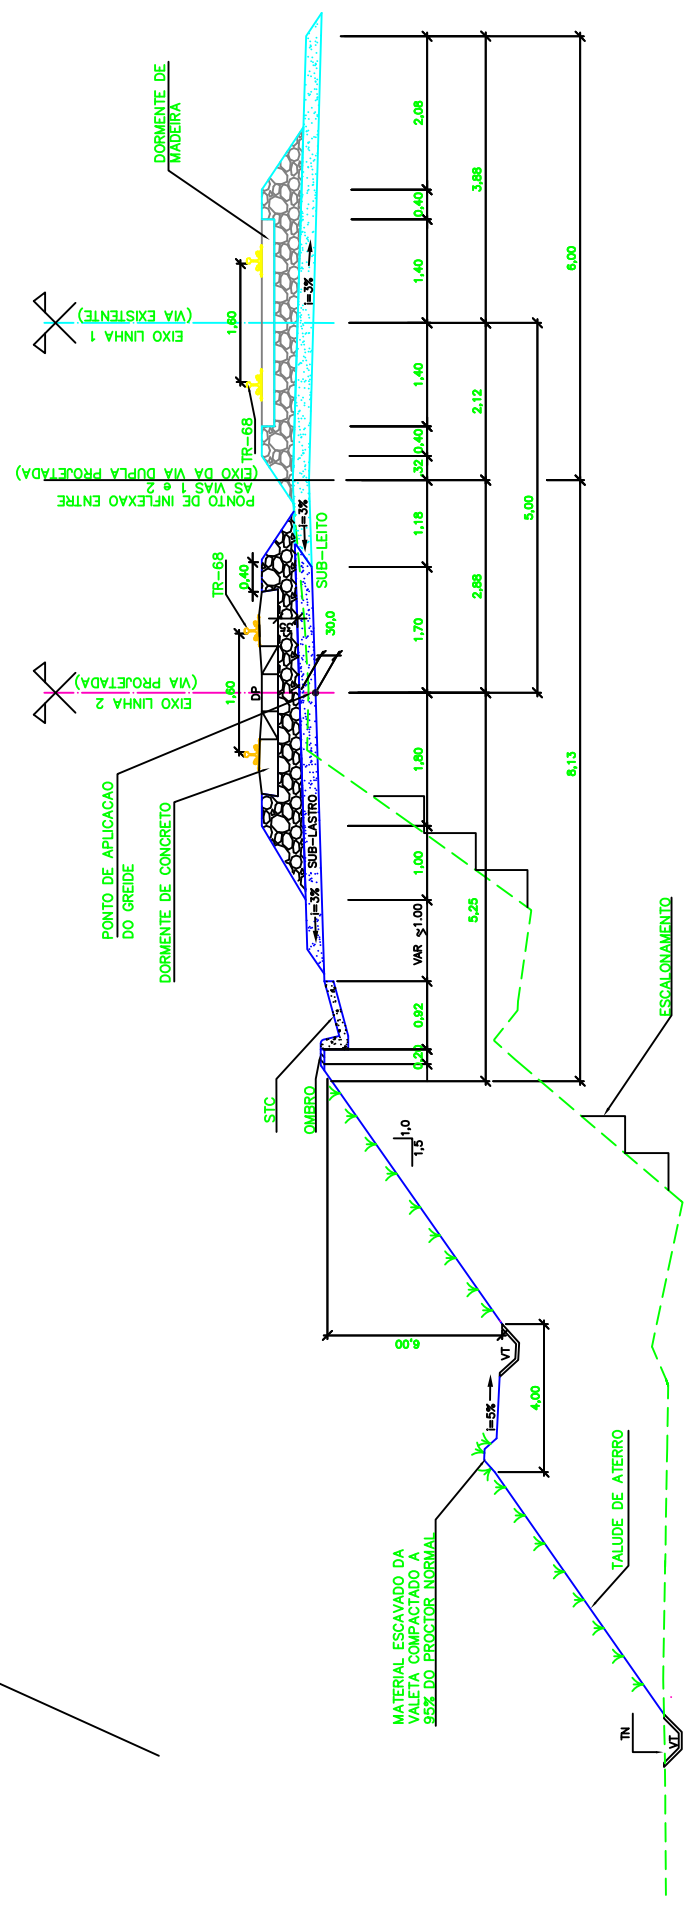 DORMENTE DE
MADEIRA
EIXO LINHA 1
(VIA EXISTENTE)
1,60
TR-68
i=3%
PONTO DE INFLEXAO ENTRE
AS VIAS 1 e 2
(EIXO DA VIA DUPLA PROJETADA)
i=3%
SUB-LEITO
TR-68
0,40
30,0
EIXO LINHA 2
(VIA PROJETADA)
1,60
DP
PONTO DE APLICACAO
DO GREIDE
DORMENTE DE CONCRETO
SUB-LASTRO
i=3%
2,08
0,40
1,40
1,40
0,40
32
1,18
1,70
1,80
1,00
VAR >~1.00
0,92
0,20
3,88
2,12
2,88
5,25
5,00
6,00
8,13
STC
OMBRO
1,0
1,5
ESCALONAMENTO
6,00
VT
i=5%
4,00
MATERIAL ESCAVADO DA
VALETA COMPACTADO A
95% DO PROCTOR NORMAL
TALUDE DE ATERRO
TN
VT